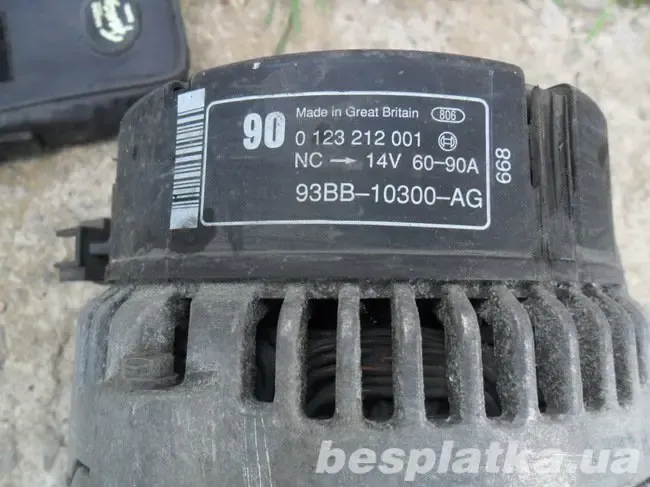 Made in Great Britain 806
90 0 123 212 001
NC → 14V 60-90A
93BB-10300-AG
668
besplatka.ua